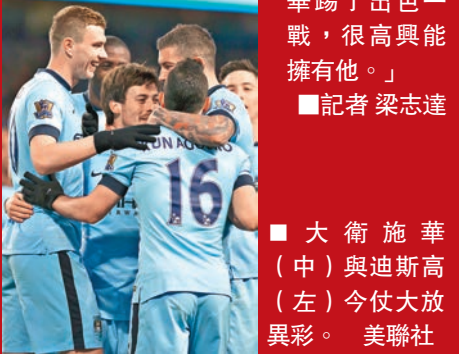 華踢了出色一
戰，很高興能
擁有他。」
■記者 梁志達
16
■大衛施華
（中）與迪斯高
（左）今仗大放
異彩。 美聯社